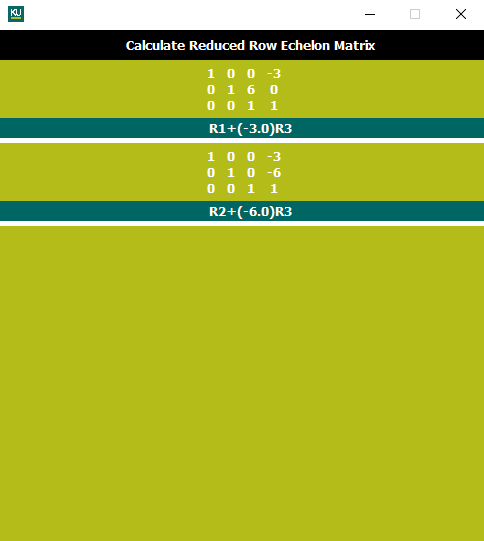 KU
Calculate Reduced Row Echelon Matrix
1 0 0 -3
0 1 6 0
0 0 1 1
R1+(-3.0)R3
1 0 0 -3
0 1 0 -6
0 0 1 1
R2+(-6.0)R3